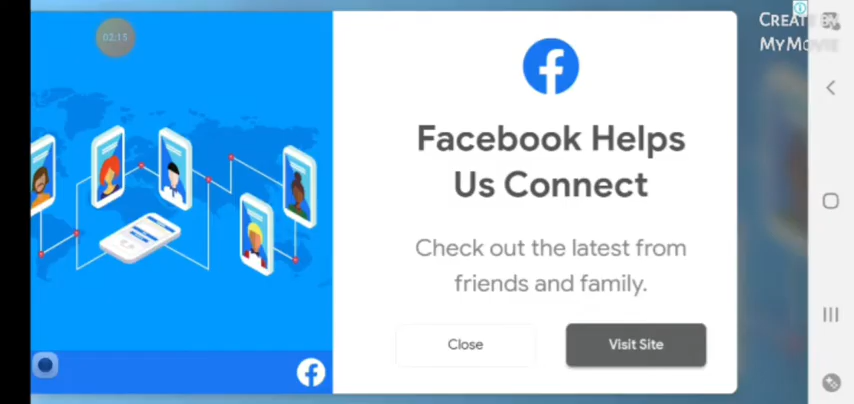 02:15
CREATE BY
MYMOVIE
Facebook Helps
Us Connect
Check out the latest from
friends and family.
Close
Visit Site